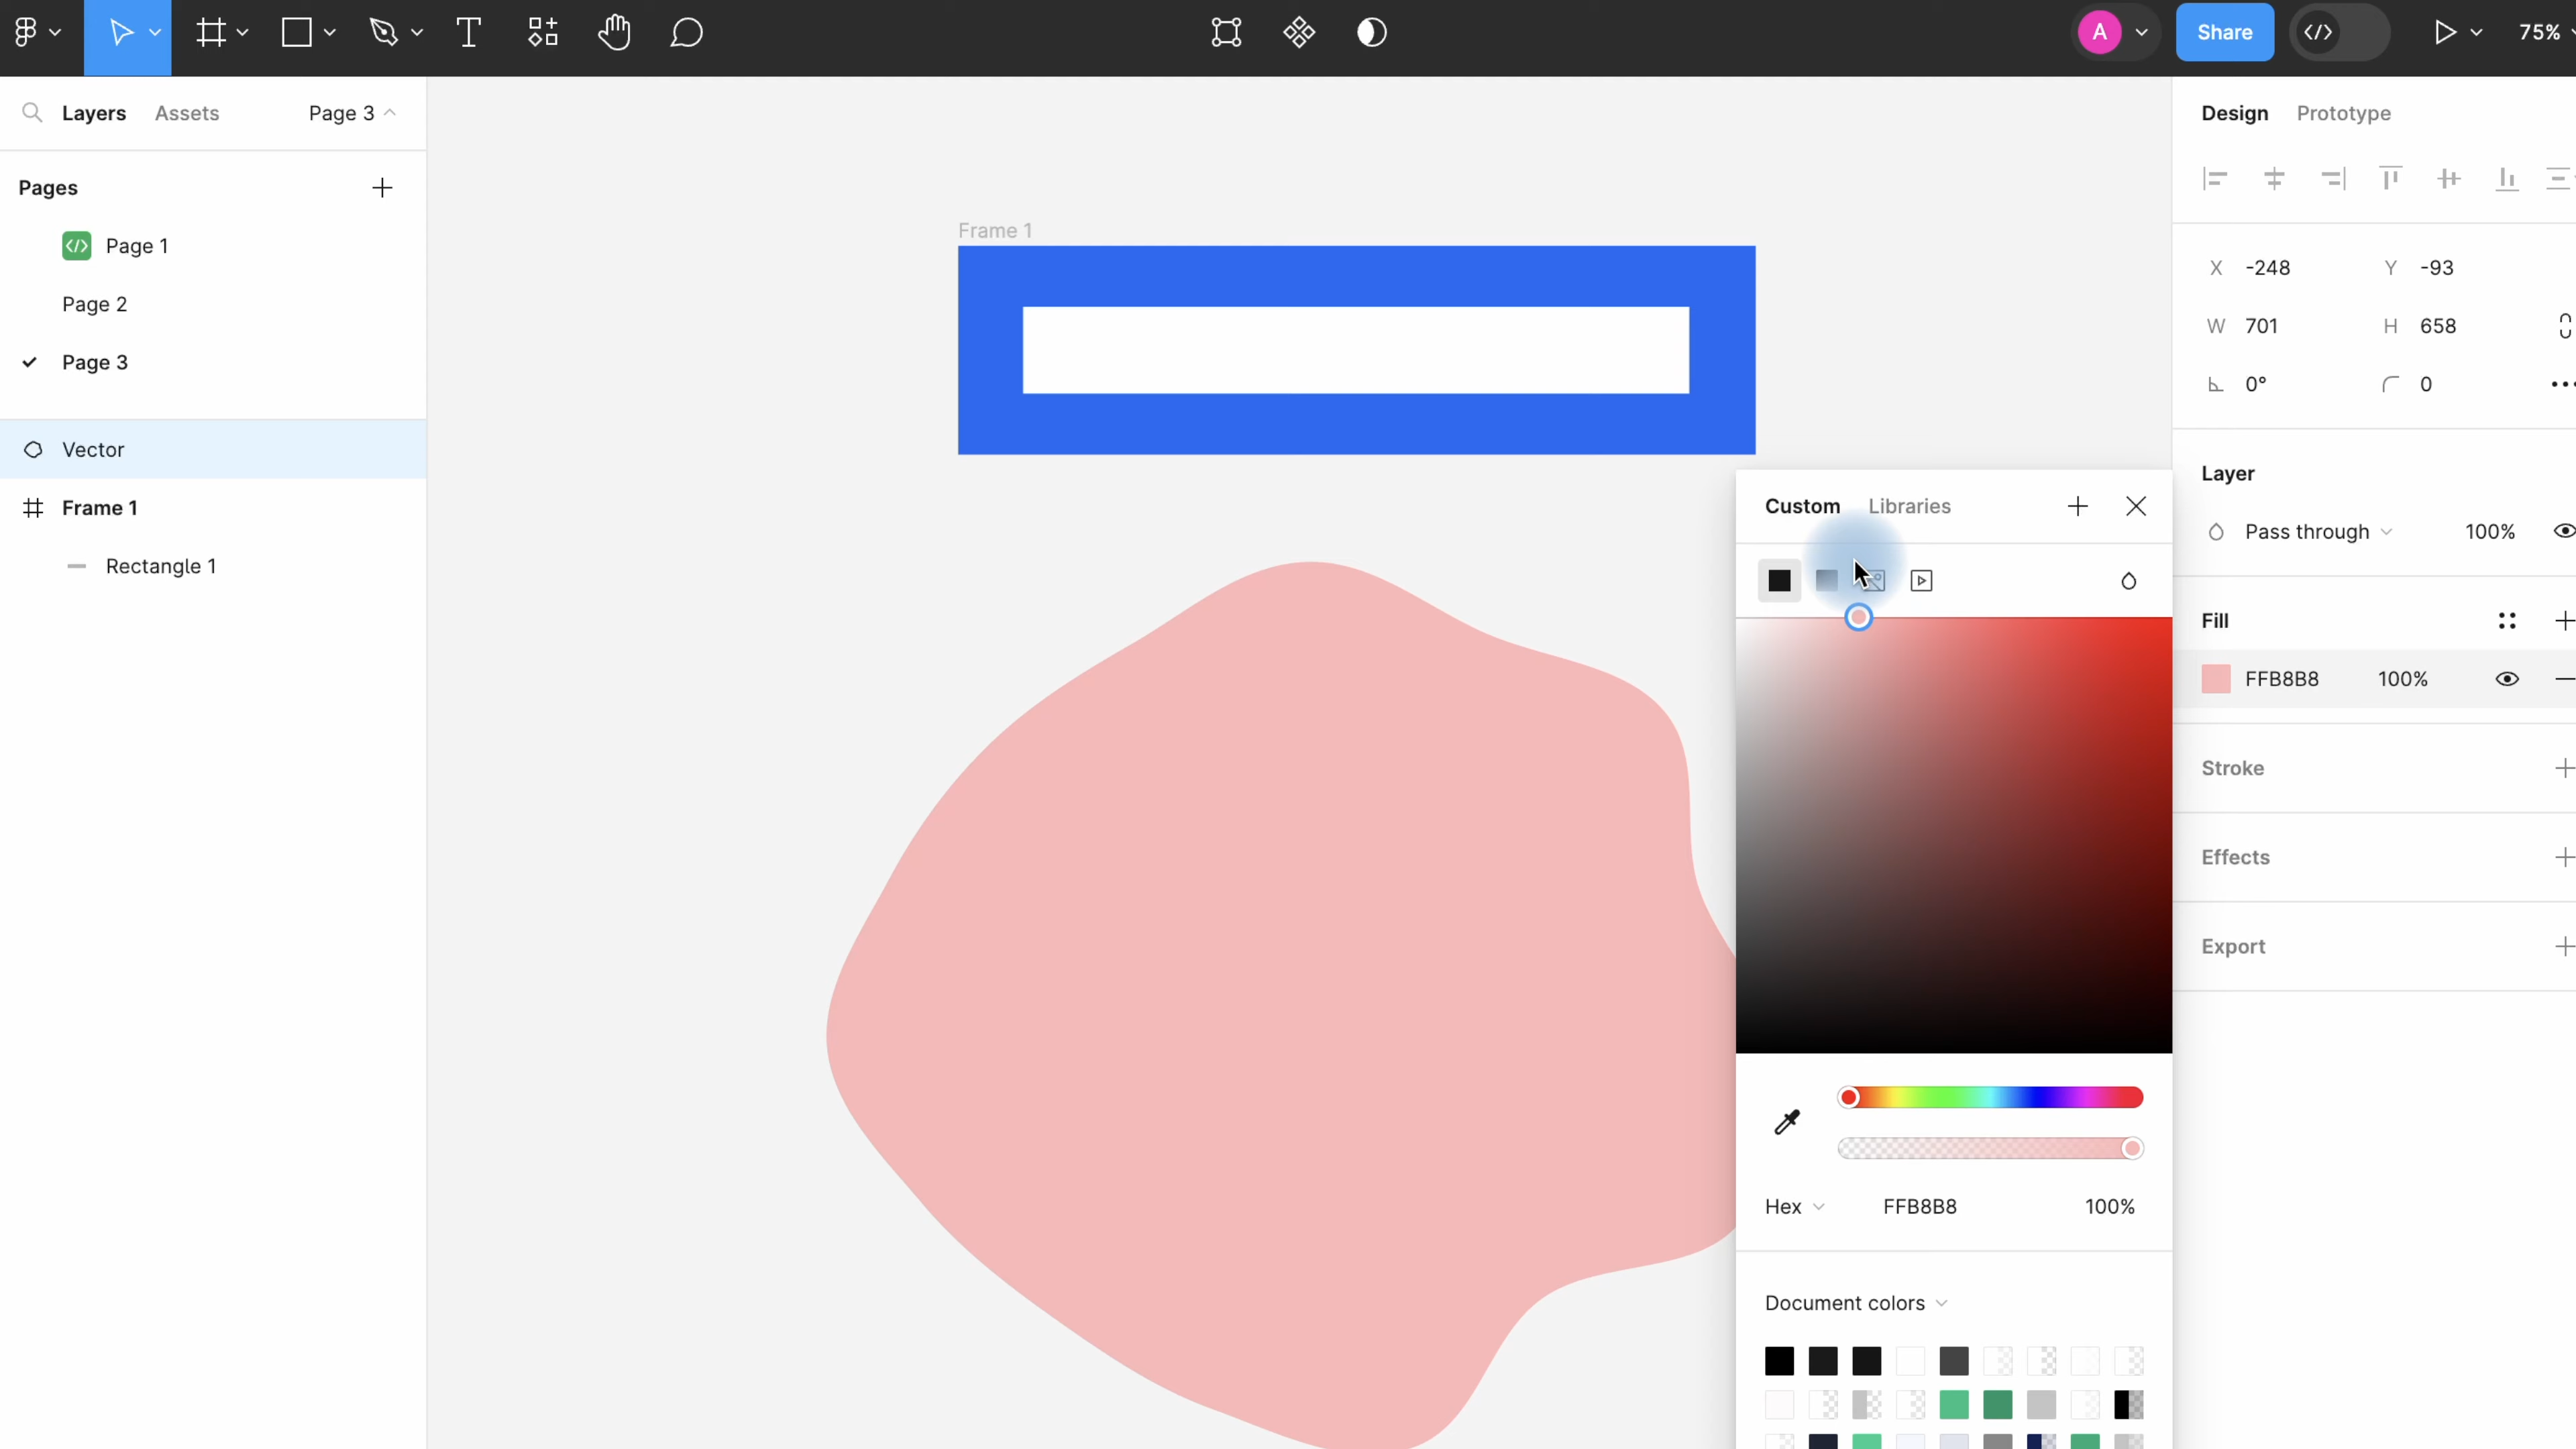 A
Share
75%
Layers
Assets
Page 3
Design
Prototype
Pages
Page 1
Page 2
Page 3
Vector
Frame 1
Rectangle 1
Frame 1
X -248
Y -93
W 701
H 658
0°
0
Layer
Pass through
100%
Fill
FFB8B8
100%
Stroke
Effects
Export
Custom
Libraries
Hex
FFB8B8
100%
Document colors